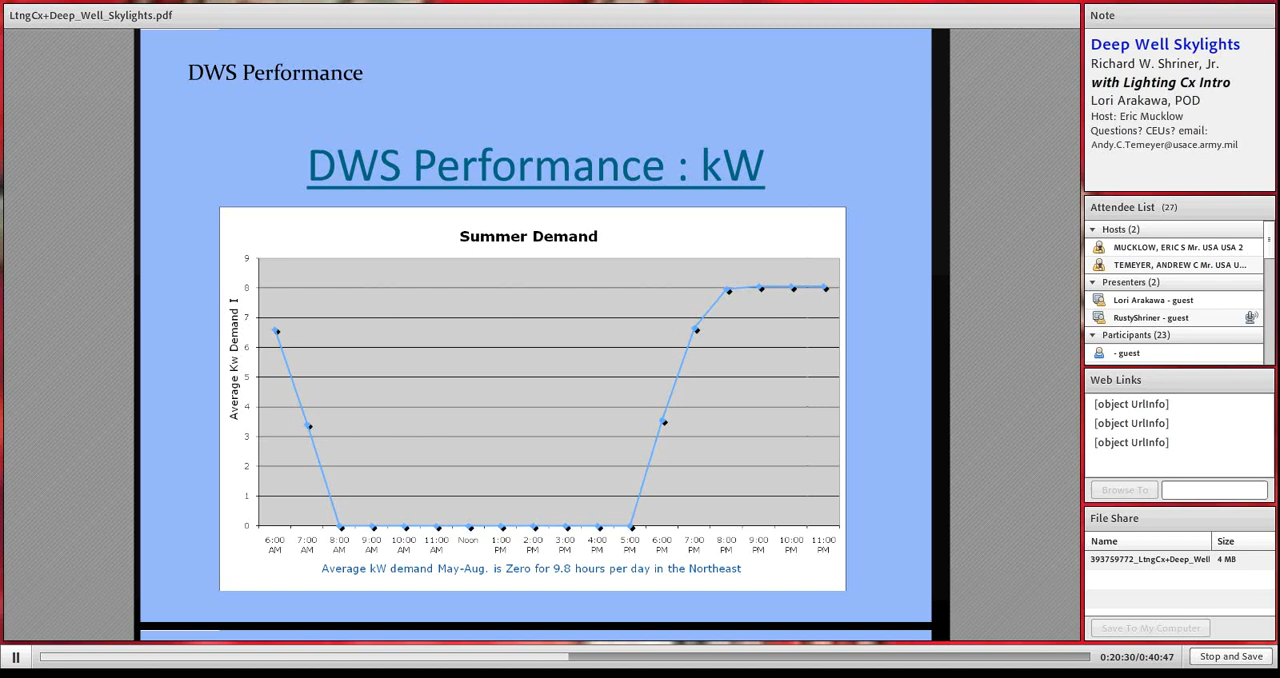 LtngCx+Deep_Well_Skylights.pdf
DWS Performance
DWS Performance : kW
Summer Demand
Average Kw Demand I
9
8
7
6
5
4
3
2
1
0
6:00 AM
7:00 AM
8:00 AM
9:00 AM
10:00 AM
11:00 AM
Noon
1:00 PM
2:00 PM
3:00 PM
4:00 PM
5:00 PM
6:00 PM
7:00 PM
8:00 PM
9:00 PM
10:00 PM
11:00 PM
Average kW demand May-Aug. is Zero for 9.8 hours per day in the Northeast
Note
Deep Well Skylights
Richard W. Shriner, Jr.
with Lighting Cx Intro
Lori Arakawa, POD
Host: Eric Mucklow
Questions? CEUs? email:
Andy.C.Temeyer@usace.army.mil
Attendee List (27)
Hosts (2)
MUCKLOW, ERIC S Mr. USA USA 2
TEMEYER, ANDREW C Mr. USA U...
Presenters (2)
Lori Arakawa - guest
RustyShriner - guest
Participants (23)
- guest
Web Links
[object UrlInfo]
[object UrlInfo]
[object UrlInfo]
Browse To
File Share
Name Size
393759772_LtngCx+Deep_Well 4 MB
Save To My Computer
0:20:30/0:40:47
Stop and Save